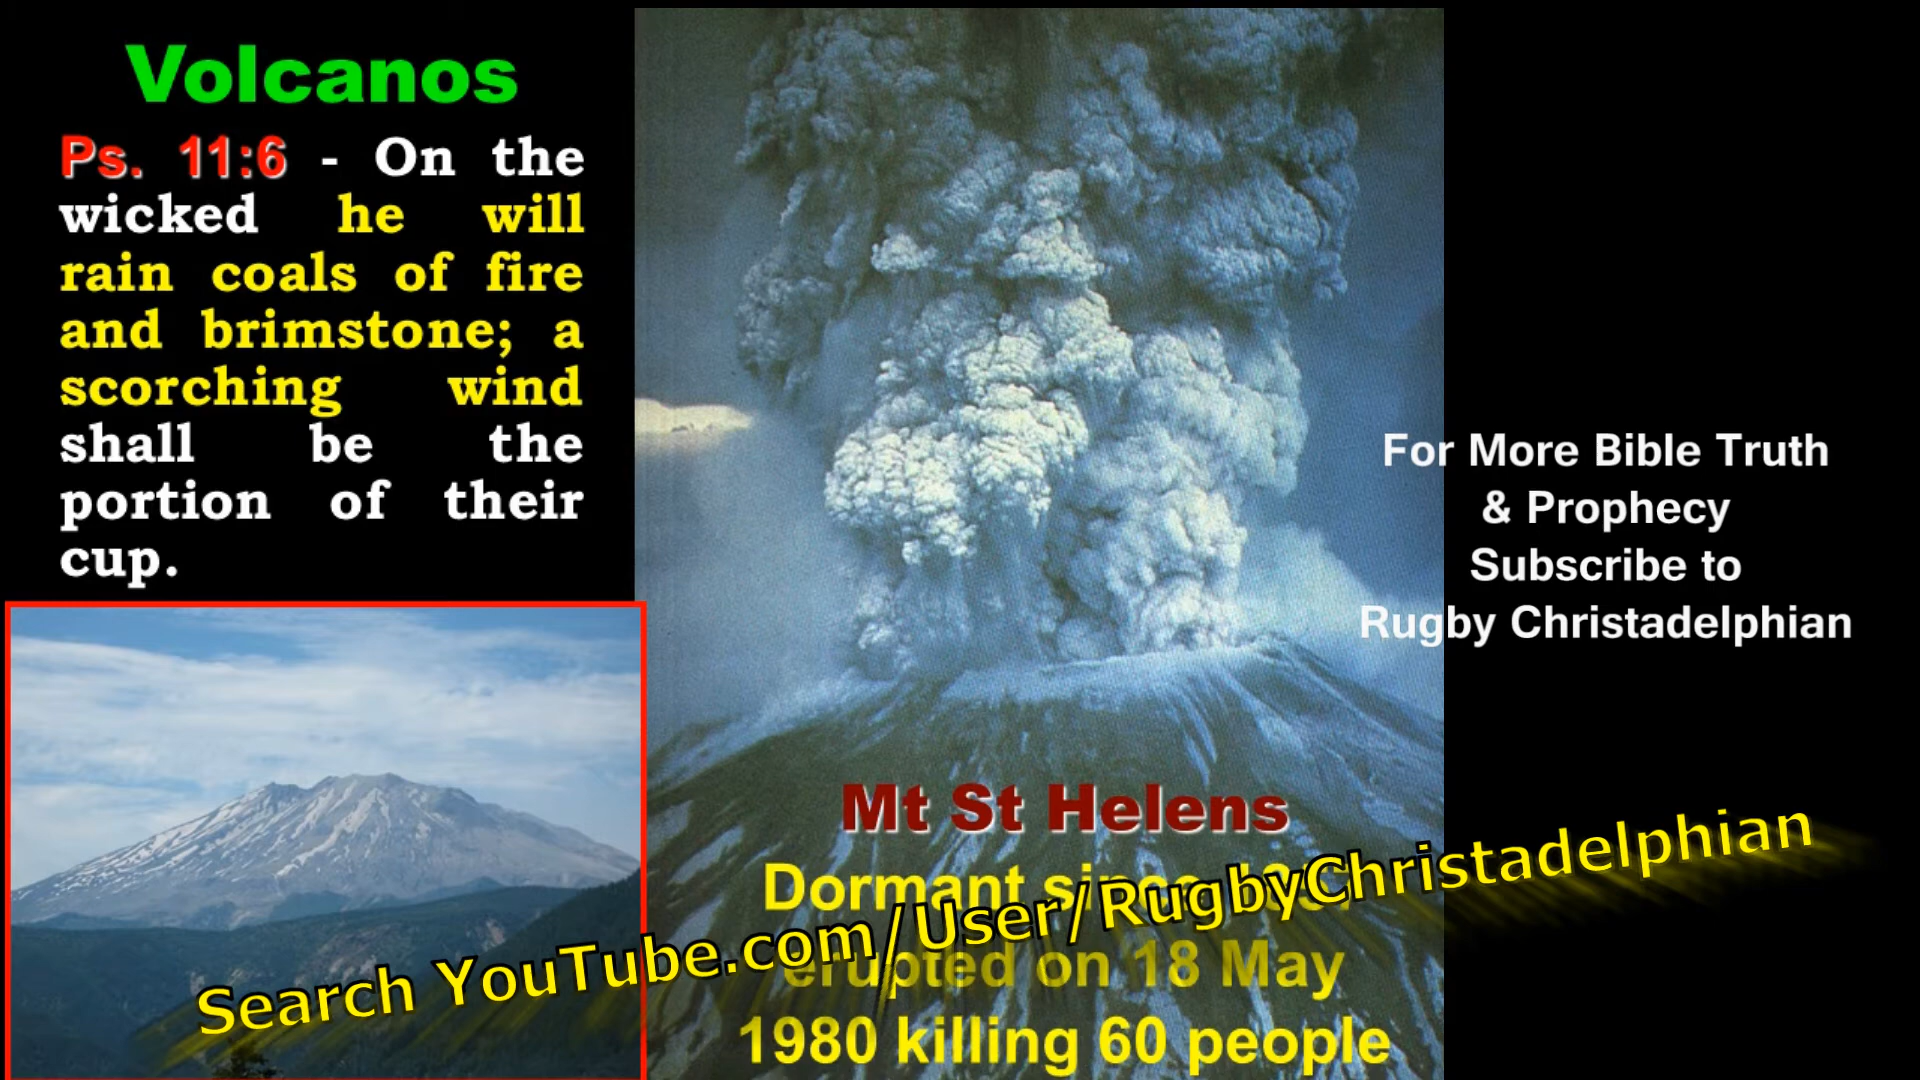 Volcanos
Ps. 11:6 - On the
wicked he will
rain coals of fire
and brimstone; a
scorching wind
shall be the
portion of their
cup.
For More Bible Truth
& Prophecy
Subscribe to
Rugby Christadelphian
Mt St Helens
Dormant since
erupted on 18 May
1980 killing 60 people
Search YouTube.com/User/RugbyChristadelphian